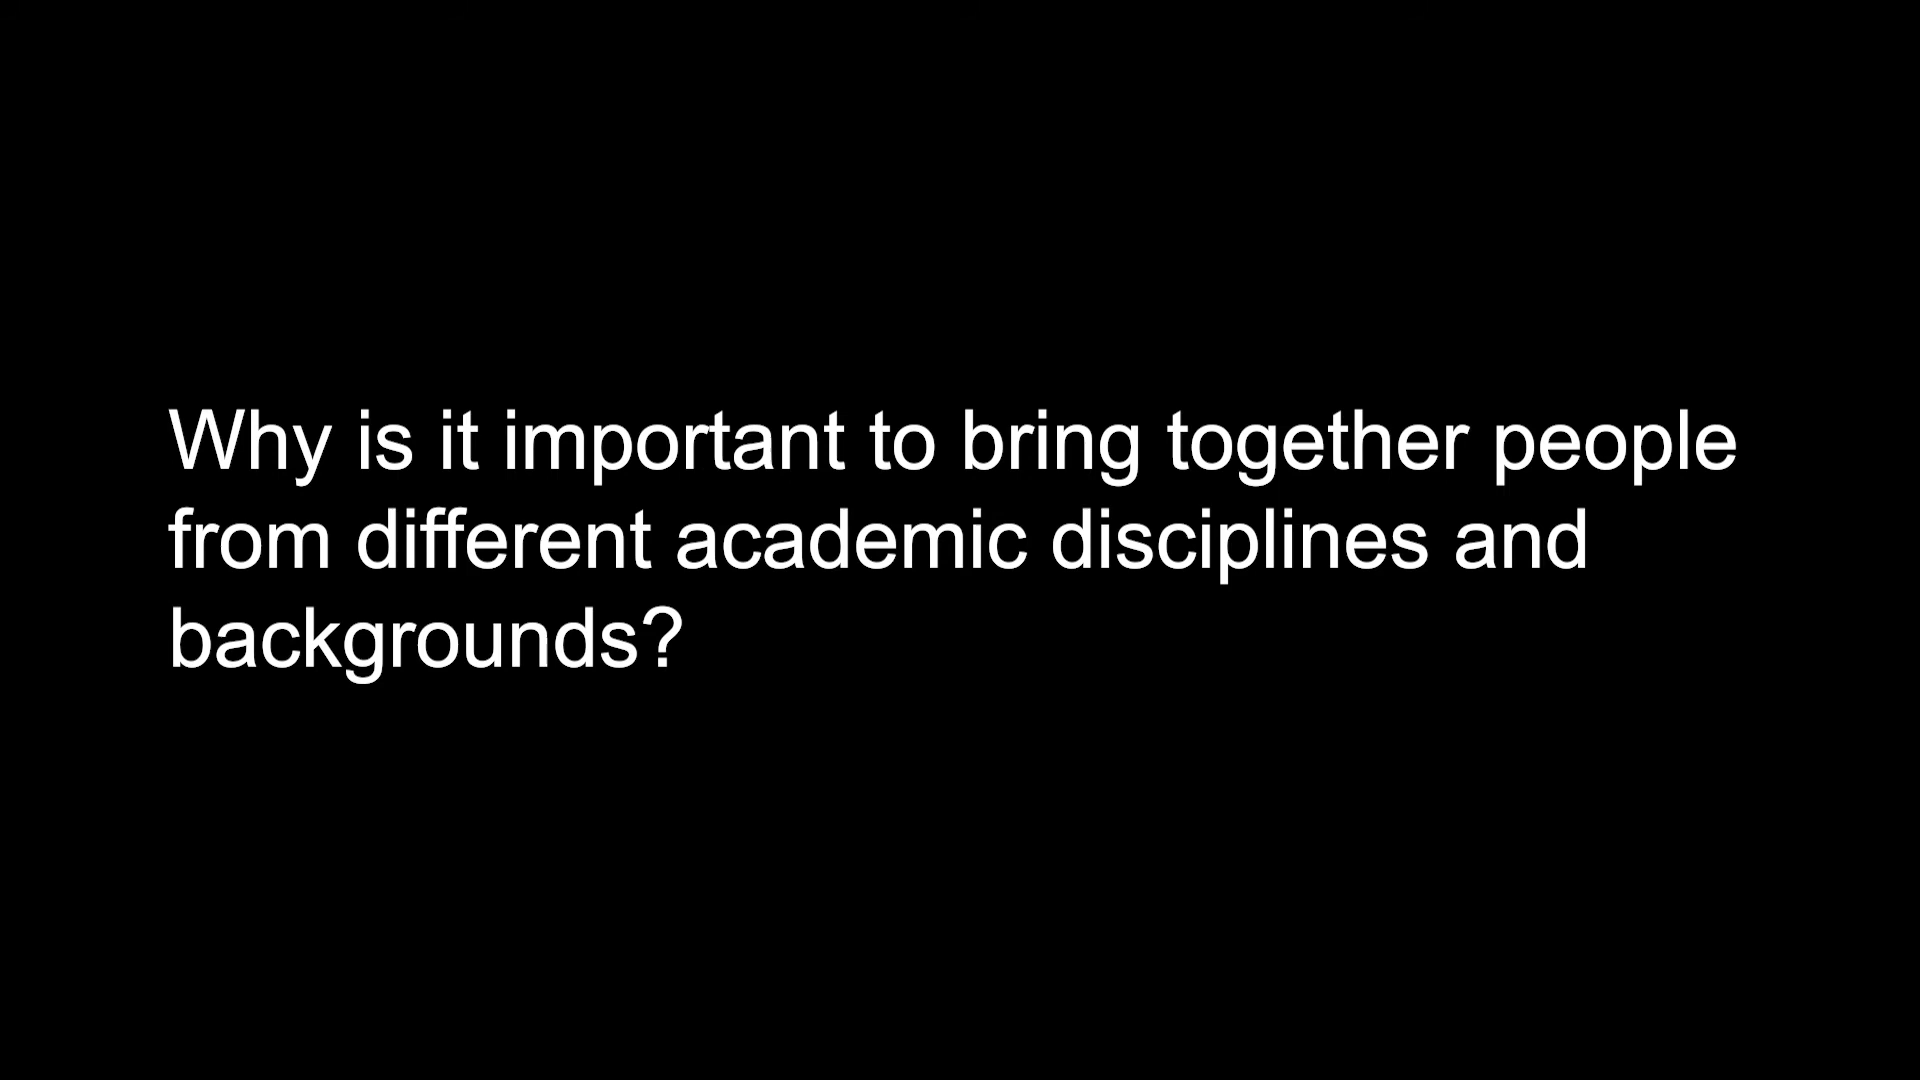 Why is it important to bring together people
from different academic disciplines and
backgrounds?